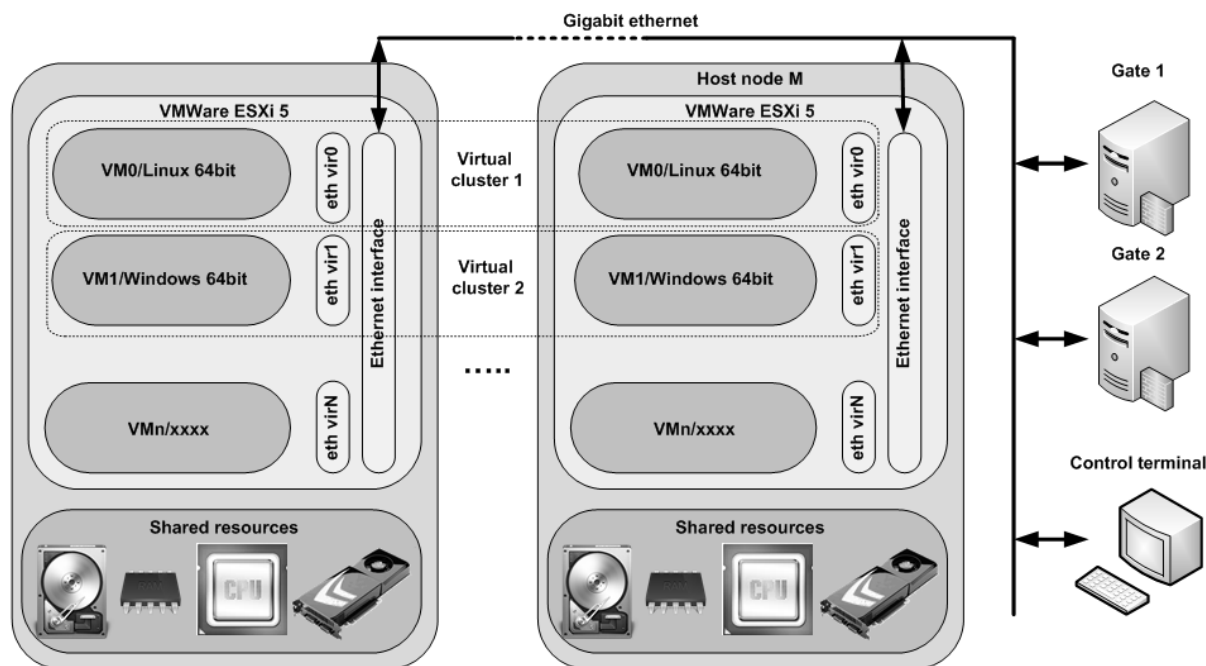 Gigabit ethernet
Host node M
VMWare ESXi 5
VM0/Linux 64bit
eth vir0
VM1/Windows 64bit
eth vir1
VMn/xxxx
eth virN
Ethernet interface
Shared resources
CPU
Virtual
cluster 1
Virtual
cluster 2
.....
VMWare ESXi 5
VM0/Linux 64bit
eth vir0
VM1/Windows 64bit
eth vir1
VMn/xxxx
eth virN
Ethernet interface
Shared resources
CPU
Gate 1
Gate 2
Control terminal